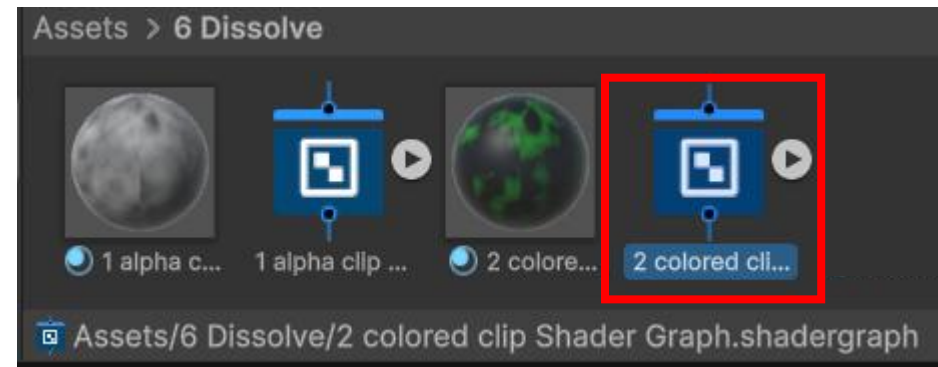 Assets > 6 Dissolve
1 alpha c... 1 alpha clip ... 2 colore... 2 colored cli...
Assets/6 Dissolve/2 colored clip Shader Graph.shadergraph